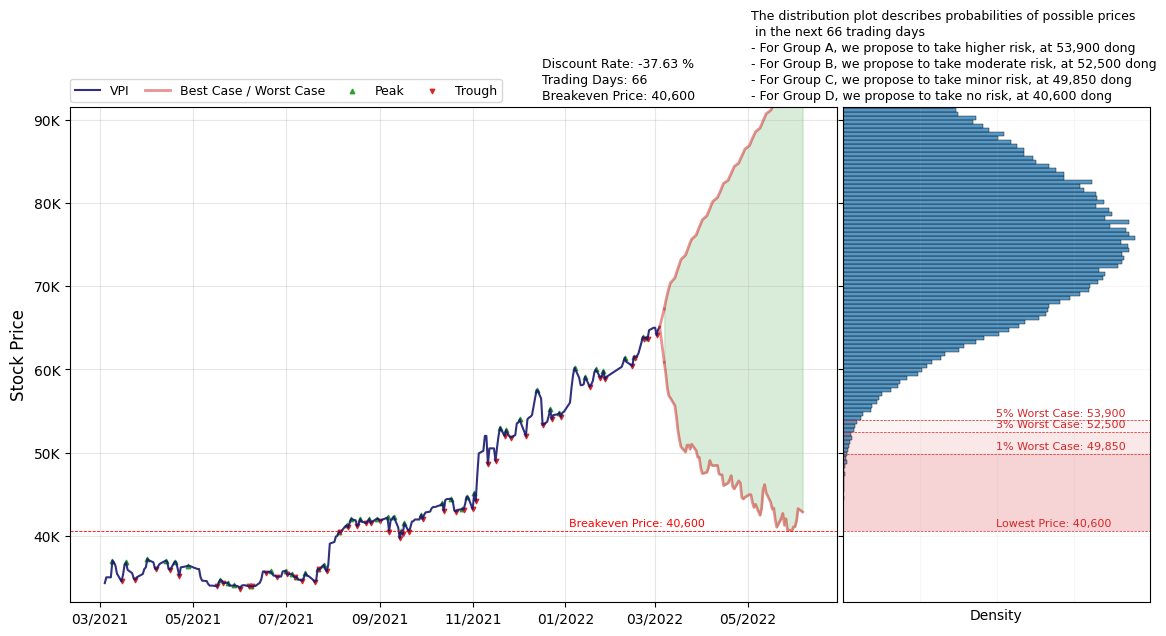 The distribution plot describes probabilities of possible prices
in the next 66 trading days
- For Group A, we propose to take higher risk, at 53,900 dong
- For Group B, we propose to take moderate risk, at 52,500 dong
- For Group C, we propose to take minor risk, at 49,850 dong
- For Group D, we propose to take no risk, at 40,600 dong
Discount Rate: -37.63 %
Trading Days: 66
Breakeven Price: 40,600
VPI Best Case / Worst Case Peak Trough
Stock Price
90K
80K
70K
60K
50K
40K
Breakeven Price: 40,600
03/2021 05/2021 07/2021 09/2021 11/2021 01/2022 03/2022 05/2022
5% Worst Case: 53,900
3% Worst Case: 52,500
1% Worst Case: 49,850
Lowest Price: 40,600
Density